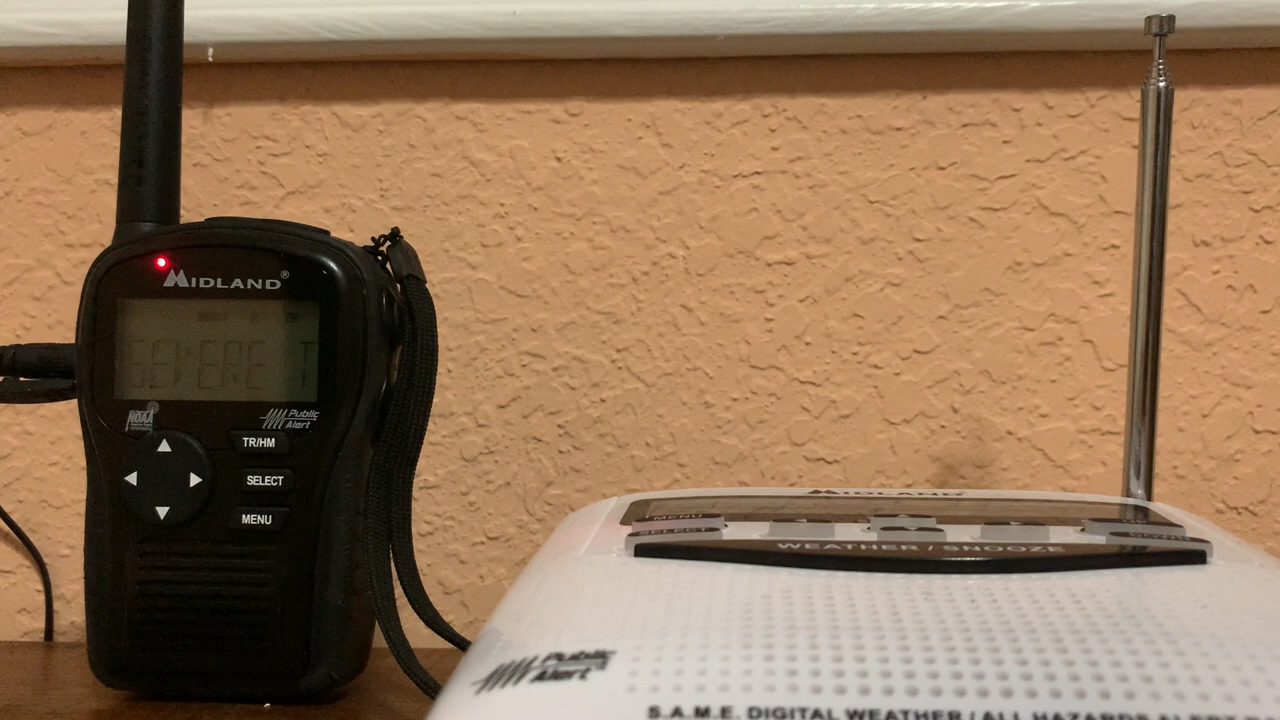 MIDLAND®
SEVERE T
NOAA
Public
Alert
TR/HM
SELECT
MENU
MIDLAND
MENU
SELECT
WEATHER / SNOOZE
Public
Alert
S.A.M.E. DIGITAL WEATHER / ALL HAZARDS